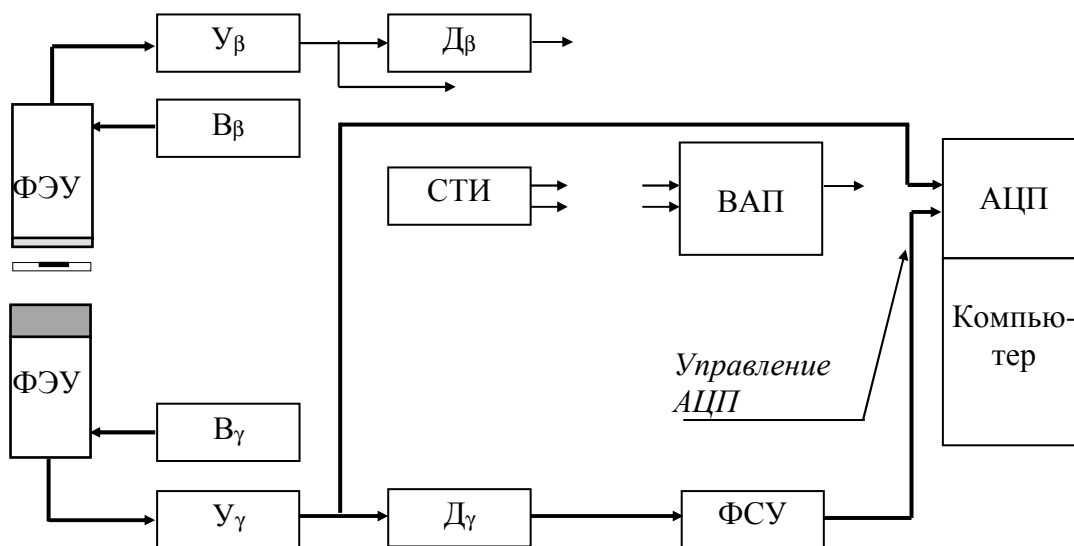 Уβ
Дβ
Вβ
ФЭУ
СТИ
ВАП
АЦП
Компью-
тер
ФЭУ
Управление
АЦП
Вγ
Уγ
Дγ
ФСУ